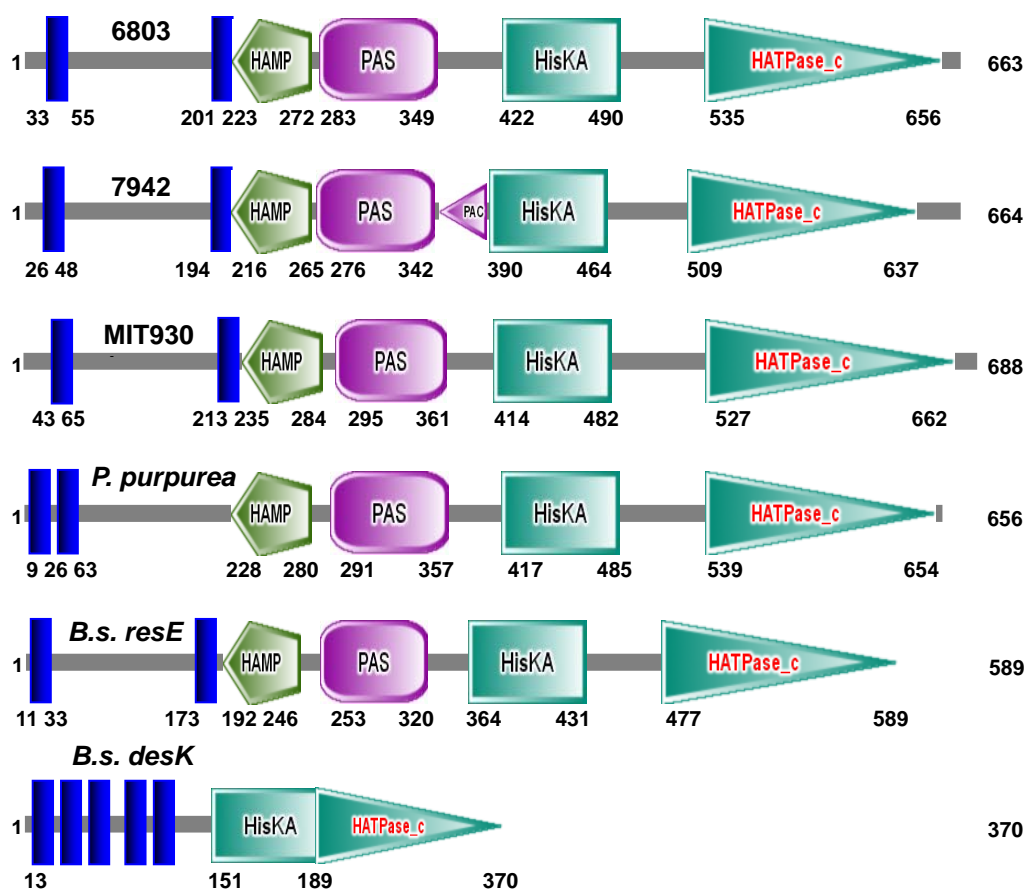 6803
1 HAMP PAS HisKA HATPase_c 663
33 55 201 223 272 283 349 422 490 535 656
7942
1 HAMP PAS PAC HisKA HATPase_c 664
26 48 194 216 265 276 342 390 464 509 637
MIT930
1 HAMP PAS HisKA HATPase_c 688
43 65 213 235 284 295 361 414 482 527 662
P. purpurea
1 HAMP PAS HisKA HATPase_c 656
9 26 63 228 280 291 357 417 485 539 654
B.s. resE
1 HAMP PAS HisKA HATPase_c 589
11 33 173 192 246 253 320 364 431 477 589
B.s. desK
1 HisKA HATPase_c 370
13 151 189 370